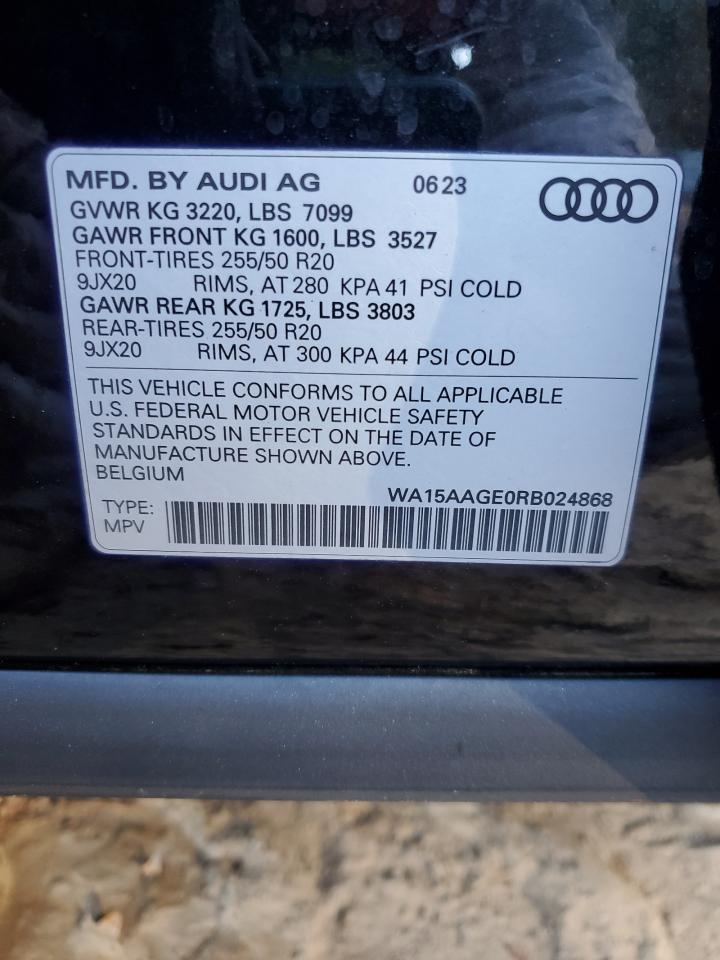 MFD. BY AUDI AG 0623
GVWR KG 3220, LBS 7099
GAWR FRONT KG 1600, LBS 3527
FRONT-TIRES 255/50 R20
9JX20 RIMS, AT 280 KPA 41 PSI COLD
GAWR REAR KG 1725, LBS 3803
REAR-TIRES 255/50 R20
9JX20 RIMS, AT 300 KPA 44 PSI COLD
THIS VEHICLE CONFORMS TO ALL APPLICABLE
U.S. FEDERAL MOTOR VEHICLE SAFETY
STANDARDS IN EFFECT ON THE DATE OF
MANUFACTURE SHOWN ABOVE.
BELGIUM
WA15AAGE0RB024868
TYPE:
MPV